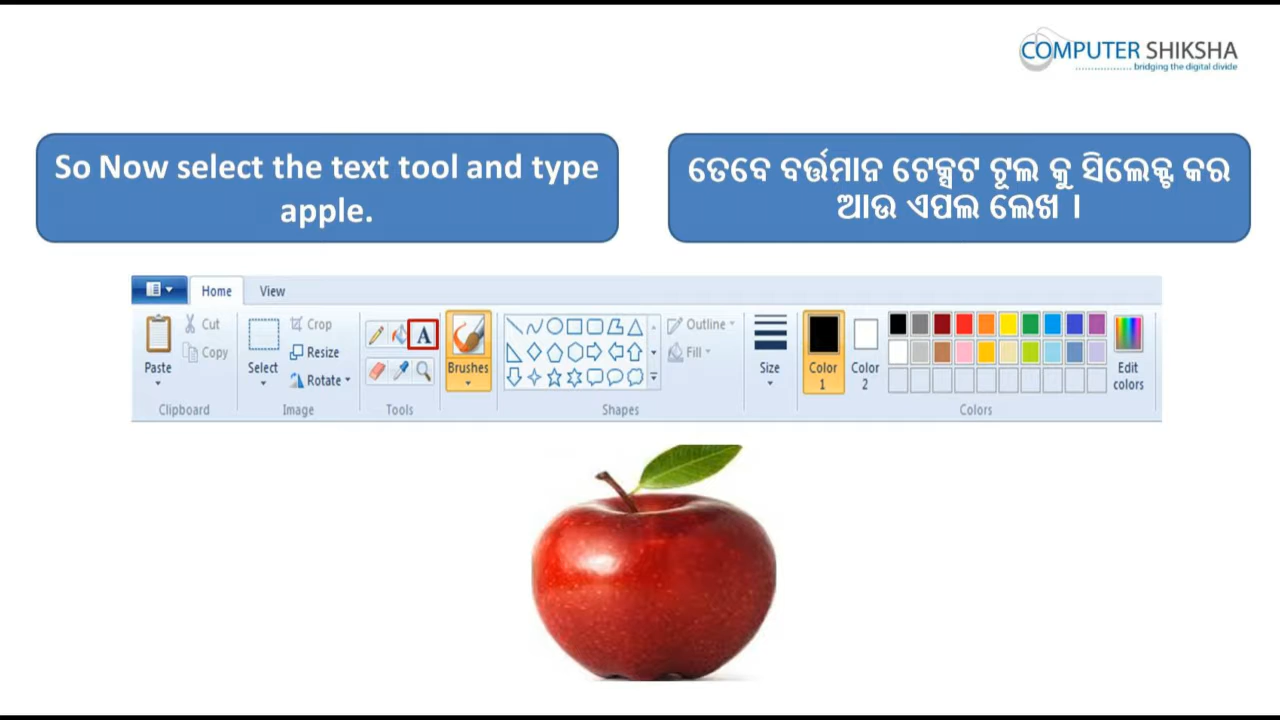 COMPUTER SHIKSHA
bridging the digital divide
So Now select the text tool and type
apple.
ତେବେ ବର୍ତ୍ତମାନ ଟେକ୍ସଟ ଟୂଲ କୁ ସିଲେକ୍ଟ କର
ଆଉ ଏପଲ ଲେଖ ।
Home View
Cut Crop A Outline
Copy Resize Fill
Paste Select Rotate Brushes Size Color 1 Color 2 Edit colors
Clipboard Image Tools Shapes Colors